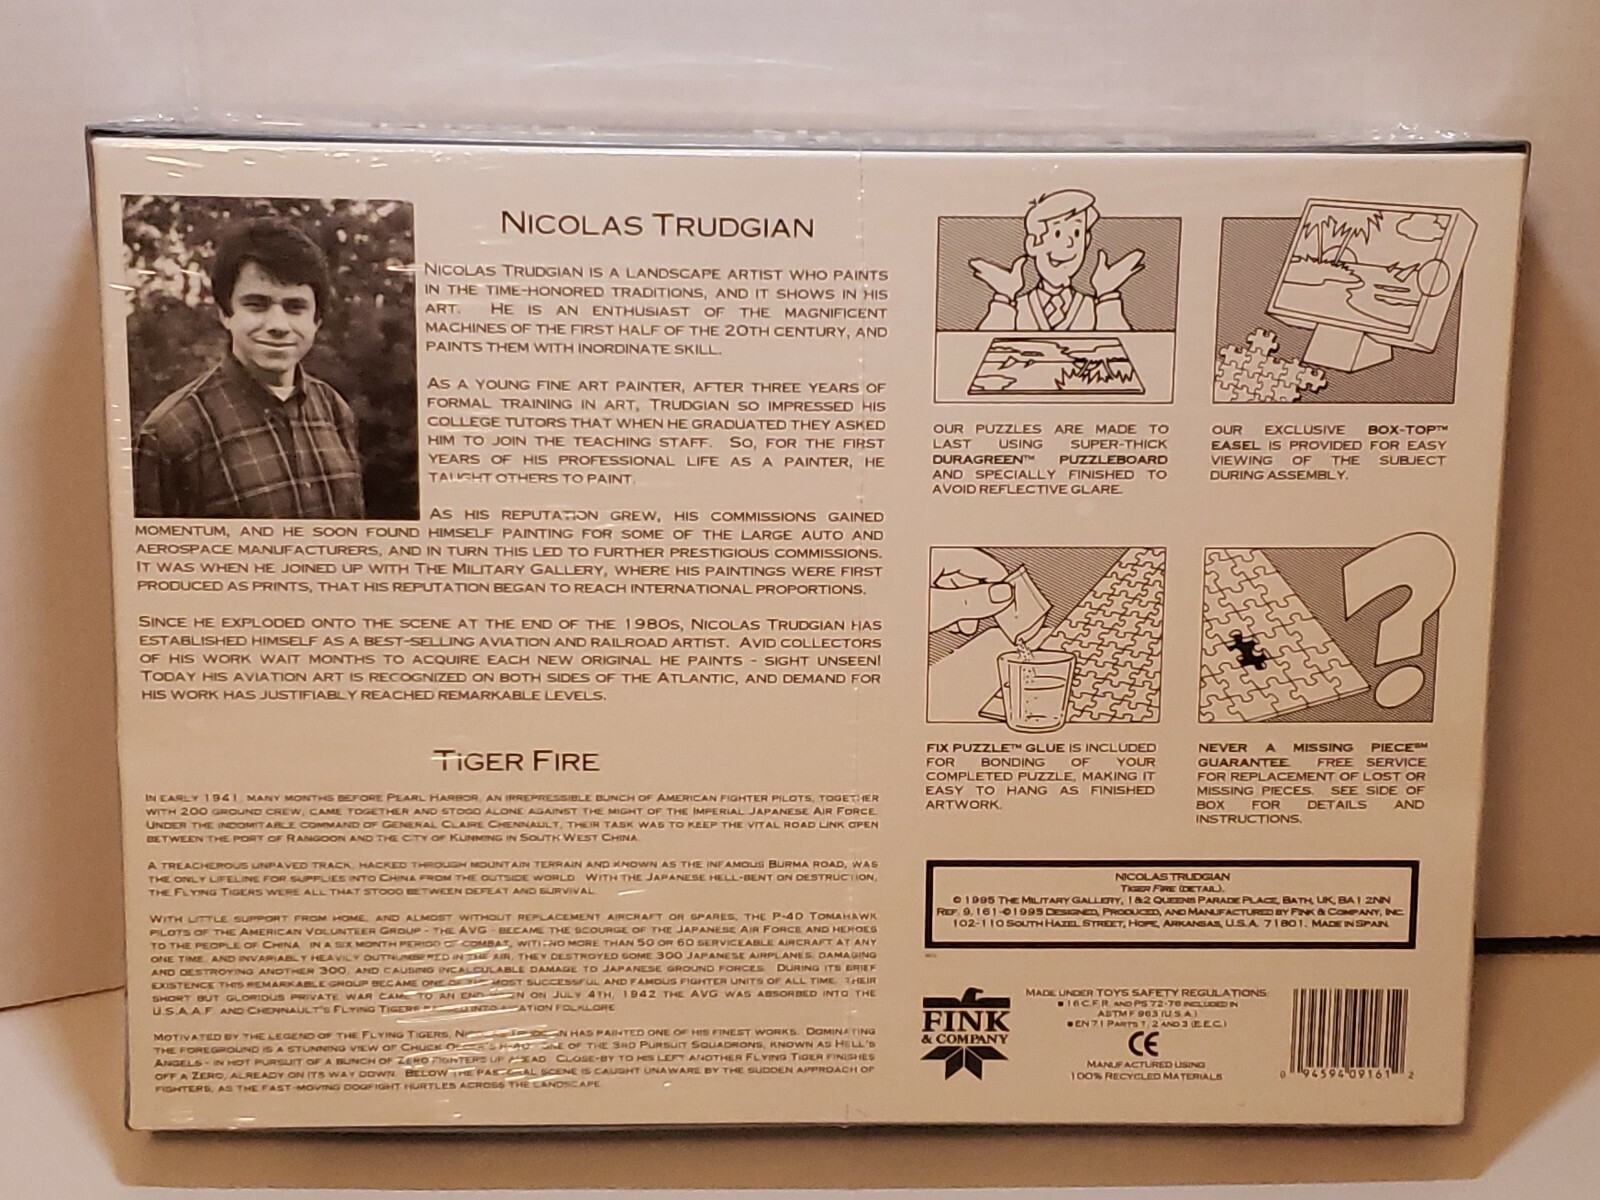 NICOLAS TRUDGIAN
NICOLAS TRUDGIAN IS A LANDSCAPE ARTIST WHO PAINTS
IN THE TIME-HONORED TRADITIONS, AND IT SHOWS IN HIS
ART. HE IS AN ENTHUSIAST OF THE MAGNIFICENT
MACHINES OF THE FIRST HALF OF THE 20TH CENTURY, AND
PAINTS THEM WITH INORDINATE SKILL.
AS A YOUNG FINE ART PAINTER, AFTER THREE YEARS OF
FORMAL TRAINING IN ART, TRUDGIAN SO IMPRESSED HIS
COLLEGE TUTORS THAT WHEN HE GRADUATED THEY ASKED
HIM TO JOIN THE TEACHING STAFF. SO, FOR THE FIRST
YEARS OF HIS PROFESSIONAL LIFE AS A PAINTER, HE
TAUGHT OTHERS TO PAINT.
AS HIS REPUTATION GREW, HIS COMMISSIONS GAINED
MOMENTUM, AND HE SOON FOUND HIMSELF PAINTING FOR SOME OF THE LARGE AUTO AND
AEROSPACE MANUFACTURERS, AND IN TURN THIS LED TO FURTHER PRESTIGIOUS COMMISSIONS.
IT WAS WHEN HE JOINED UP WITH THE MILITARY GALLERY, WHERE HIS PAINTINGS WERE FIRST
PRODUCED AS PRINTS, THAT HIS REPUTATION BEGAN TO REACH INTERNATIONAL PROPORTIONS.
SINCE HE EXPLODED ONTO THE SCENE AT THE END OF THE 1980S, NICOLAS TRUDGIAN HAS
ESTABLISHED HIMSELF AS A BEST-SELLING AVIATION AND RAILROAD ARTIST. AVID COLLECTORS
OF HIS WORK WAIT MONTHS TO ACQUIRE EACH NEW ORIGINAL HE PAINTS - SIGHT UNSEEN!
TODAY HIS AVIATION ART IS RECOGNIZED ON BOTH SIDES OF THE ATLANTIC, AND DEMAND FOR
HIS WORK HAS JUSTIFIABLY REACHED REMARKABLE LEVELS.
TIGER FIRE
IN EARLY 1941, MANY MONTHS BEFORE PEARL HARBOR, AN IRREPRESSIBLE BUNCH OF AMERICAN FIGHTER PILOTS, TOGETHER
WITH 200 GROUND CREW, CAME TOGETHER AND STOOD ALONE AGAINST THE MIGHT OF THE IMPERIAL JAPANESE AIR FORCE.
UNDER THE INDOMITABLE COMMAND OF GENERAL CLAIRE CHENNAULT, THEIR TASK WAS TO KEEP THE VITAL ROAD LINK OPEN
BETWEEN THE PORT OF RANGOON AND THE CITY OF KUNMING IN SOUTH WEST CHINA.
A TREACHEROUS UNPAVED TRACK, HACKED THROUGH MOUNTAIN TERRAIN AND KNOWN AS THE INFAMOUS BURMA ROAD, WAS
THE ONLY LIFELINE FOR SUPPLIES INTO CHINA FROM THE OUTSIDE WORLD. WITH THE JAPANESE HELL-BENT ON DESTRUCTION,
THE FLYING TIGERS WERE ALL THAT STOOD BETWEEN DEFEAT AND SURVIVAL.
WITH LITTLE SUPPORT FROM HOME, AND ALMOST WITHOUT REPLACEMENT AIRCRAFT OR SPARES, THE P-40 TOMAHAWK
PILOTS OF THE AMERICAN VOLUNTEER GROUP - THE AVG - BECAME THE SCOURGE OF THE JAPANESE AIR FORCE AND HEROES
TO THE PEOPLE OF CHINA. IN A SIX MONTH PERIOD OF COMBAT, WITH NO MORE THAN 50 OR 60 SERVICEABLE AIRCRAFT AT ANY
ONE TIME, AND INVARIABLY HEAVILY OUTNUMBERED IN THE AIR, THEY DESTROYED SOME 300 JAPANESE AIRPLANES, DAMAGING
AND DESTROYING ANOTHER 300, AND CAUSING INCALCULABLE DAMAGE TO JAPANESE GROUND FORCES. DURING ITS BRIEF
EXISTENCE THIS REMARKABLE GROUP BECAME ONE OF THE MOST SUCCESSFUL AND FAMOUS FIGHTER UNITS OF ALL TIME. THEIR
SHORT BUT GLORIOUS PRIVATE WAR CAME TO AN END WHEN ON JULY 4TH, 1942 THE AVG WAS ABSORBED INTO THE
U.S.A.A.F. AND CHENNAULT'S FLYING TIGERS PASSED INTO AVIATION FOLKLORE.
MOTIVATED BY THE LEGEND OF THE FLYING TIGERS, NICOLAS TRUDGIAN HAS PAINTED ONE OF HIS FINEST WORKS. DOMINATING
THE FOREGROUND IS A STUNNING VIEW OF CHUCK OLDER'S P-40 ONE OF THE 3RD PURSUIT SQUADRONS, KNOWN AS HELL'S
ANGELS - IN HOT PURSUIT OF A BUNCH OF ZERO FIGHTERS UP AHEAD. CLOSE-BY TO HIS LEFT ANOTHER FLYING TIGER FINISHES
OFF A ZERO, ALREADY ON ITS WAY DOWN. BELOW THE PASTORAL SCENE IS CAUGHT UNAWARE BY THE SUDDEN APPROACH OF
FIGHTERS, AS THE FAST-MOVING DOGFIGHT HURTLES ACROSS THE LANDSCAPE.
OUR PUZZLES ARE MADE TO
LAST USING SUPER-THICK
DURAGREEN™ PUZZLEBOARD
AND SPECIALLY FINISHED TO
AVOID REFLECTIVE GLARE.
OUR EXCLUSIVE BOX-TOP™
EASEL IS PROVIDED FOR EASY
VIEWING OF THE SUBJECT
DURING ASSEMBLY.
FIX PUZZLE™ GLUE IS INCLUDED
FOR BONDING OF YOUR
COMPLETED PUZZLE, MAKING IT
EASY TO HANG AS FINISHED
ARTWORK.
NEVER A MISSING PIECE℠
GUARANTEE. FREE SERVICE
FOR REPLACEMENT OF LOST OR
MISSING PIECES. SEE SIDE OF
BOX FOR DETAILS AND
INSTRUCTIONS.
NICOLAS TRUDGIAN
TIGER FIRE (DETAIL).
© 1995 THE MILITARY GALLERY, 1&2 QUEENS PARADE PLACE, BATH, UK, BA1 2NN
REF. 9,161-©1995 DESIGNED, PRODUCED, AND MANUFACTURED BY FINK & COMPANY, INC.
102-110 SOUTH HAZEL STREET, HOPE, ARKANSAS, U.S.A. 71801. MADE IN SPAIN.
FINK
& COMPANY
MADE UNDER TOYS SAFETY REGULATIONS:
■ 16 C.F.R. AND PS 72-76 INCLUDED IN
ASTM F 963 (U.S.A.)
■ EN 71 PARTS 1, 2 AND 3 (E.E.C.)
CE
MANUFACTURED USING
100% RECYCLED MATERIALS
0 94594 09161 2